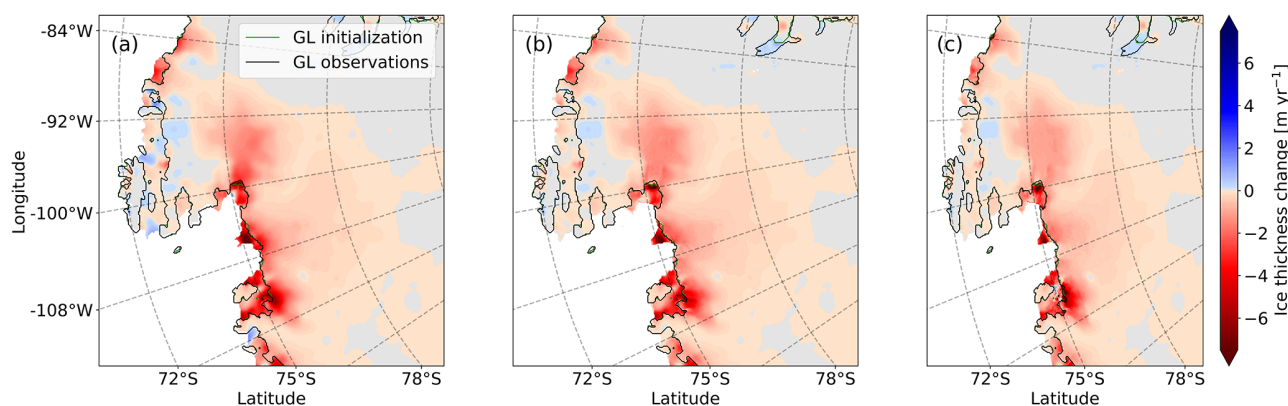 (a)
GL initialization
GL observations
(b)
(c)
-84°W
-92°W
-100°W
-108°W
Longitude
72°S 75°S 78°S
Latitude
72°S 75°S 78°S
Latitude
72°S 75°S 78°S
Latitude
6
4
2
0
−2
−4
−6
Ice thickness change [m yr⁻¹]